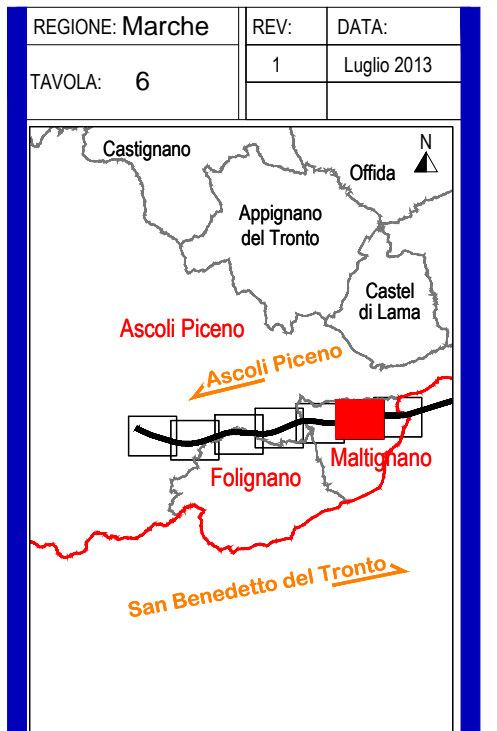 REGIONE: Marche
REV:
DATA:
TAVOLA: 6
1
Luglio 2013
Castignano
N
Offida
Appignano
del Tronto
Castel
di Lama
Ascoli Piceno
Ascoli Piceno
Maltignano
Folignano
San Benedetto del Tronto